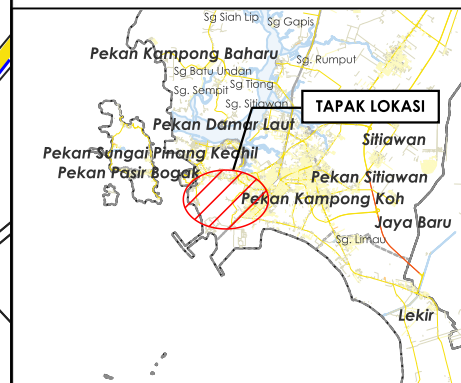 Sg Siah Lip
Sg Gapis
Pekan Kampong Baharu
Sg. Rumput
Sg Batu Undan
Sg Tiong
Sg. Sempit
Sg. Sitiawan
TAPAK LOKASI
Pekan Damar Laut
Sitiawan
Pekan Sungai Pinang Kechil
Pekan Pasir Bogak
Pekan Sitiawan
Pekan Kampong Koh
Jaya Baru
Sg. Limau
Lekir